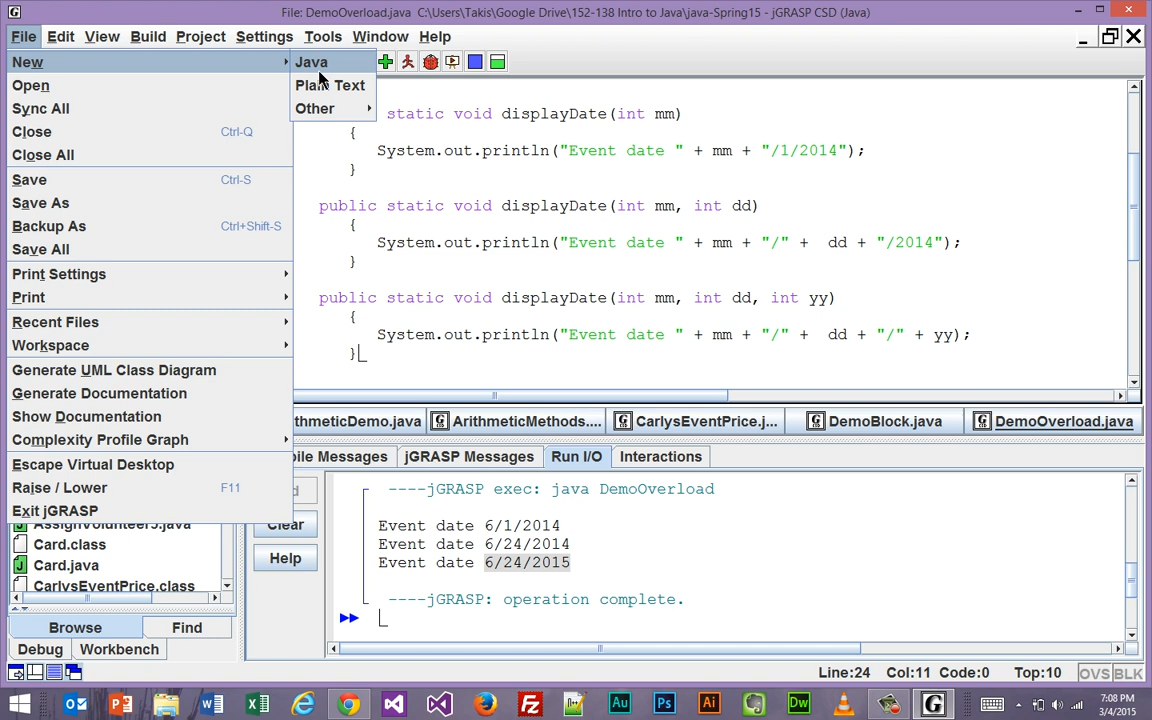 File: DemoOverload.java  C:\Users\Takis\Google Drive\152-138 Intro to Java\java-Spring15 - jGRASP CSD (Java)
File Edit View Build Project Settings Tools Window Help
New
Java
Open
Plain Text
Sync All
Other
Close Ctrl-Q
Close All
Save Ctrl-S
Save As
Backup As Ctrl+Shift-S
Save All
Print Settings
Print
Recent Files
Workspace
Generate UML Class Diagram
Generate Documentation
Show Documentation
Complexity Profile Graph
Escape Virtual Desktop
Raise / Lower F11
Exit jGRASP
static void displayDate(int mm)
{
System.out.println("Event date " + mm + "/1/2014");
}
public static void displayDate(int mm, int dd)
{
System.out.println("Event date " + mm + "/" +  dd + "/2014");
}
public static void displayDate(int mm, int dd, int yy)
{
System.out.println("Event date " + mm + "/" +  dd + "/" + yy);
}
thmeticDemo.java ArithmeticMethods.... CarlysEventPrice.j... DemoBlock.java DemoOverload.java
pile Messages jGRASP Messages Run I/O Interactions
d
Clear
Help
----jGRASP exec: java DemoOverload
Event date 6/1/2014
Event date 6/24/2014
Event date 6/24/2015
----jGRASP: operation complete.
AssignVolunteer5.java
Card.class
Card.java
CarlysEventPrice.class
Browse Find
Debug Workbench
Line:24 Col:11 Code:0 Top:10 OVS BLK
7:08 PM
3/4/2015